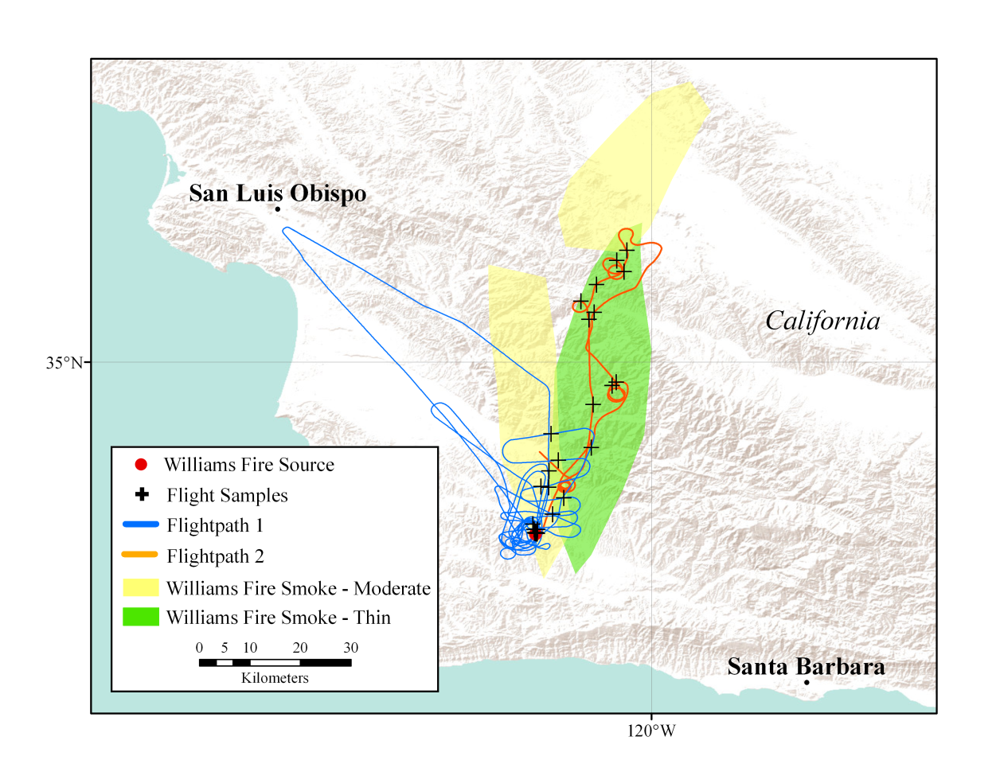 San Luis Obispo
California
35°N
Williams Fire Source
Flight Samples
Flightpath 1
Flightpath 2
Williams Fire Smoke - Moderate
Williams Fire Smoke - Thin
0 5 10 20 30
Kilometers
Santa Barbara
120°W